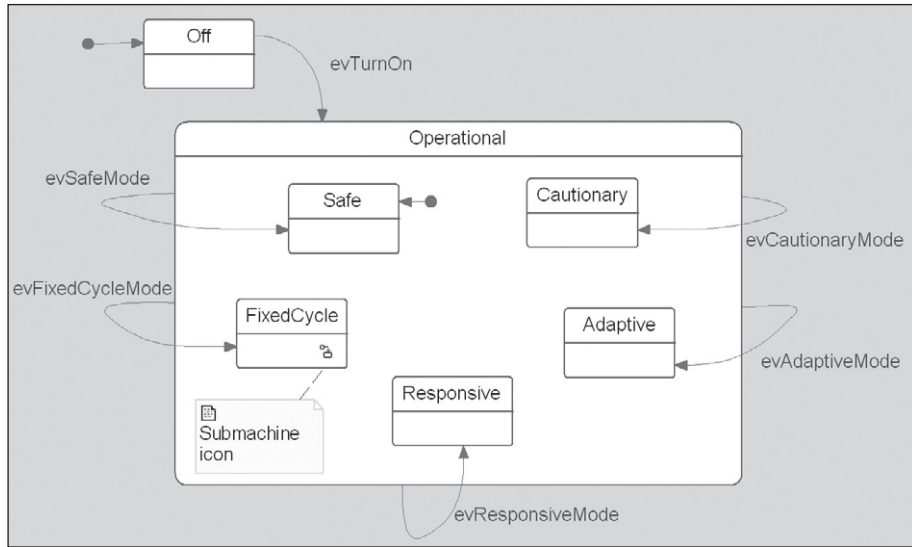 Off
evTurnOn
Operational
evSafeMode
Safe
Cautionary
evCautionaryMode
evFixedCycleMode
FixedCycle
Adaptive
evAdaptiveMode
Responsive
Submachine
icon
evResponsiveMode